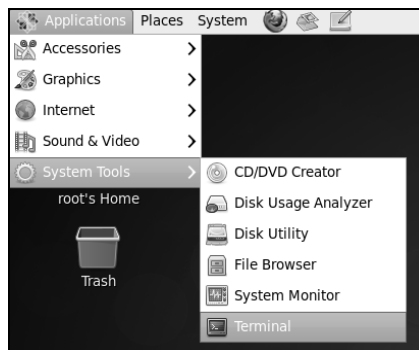 Applications Places System
Accessories
Graphics
Internet
Sound & Video
System Tools
root's Home
Trash
CD/DVD Creator
Disk Usage Analyzer
Disk Utility
File Browser
System Monitor
Terminal